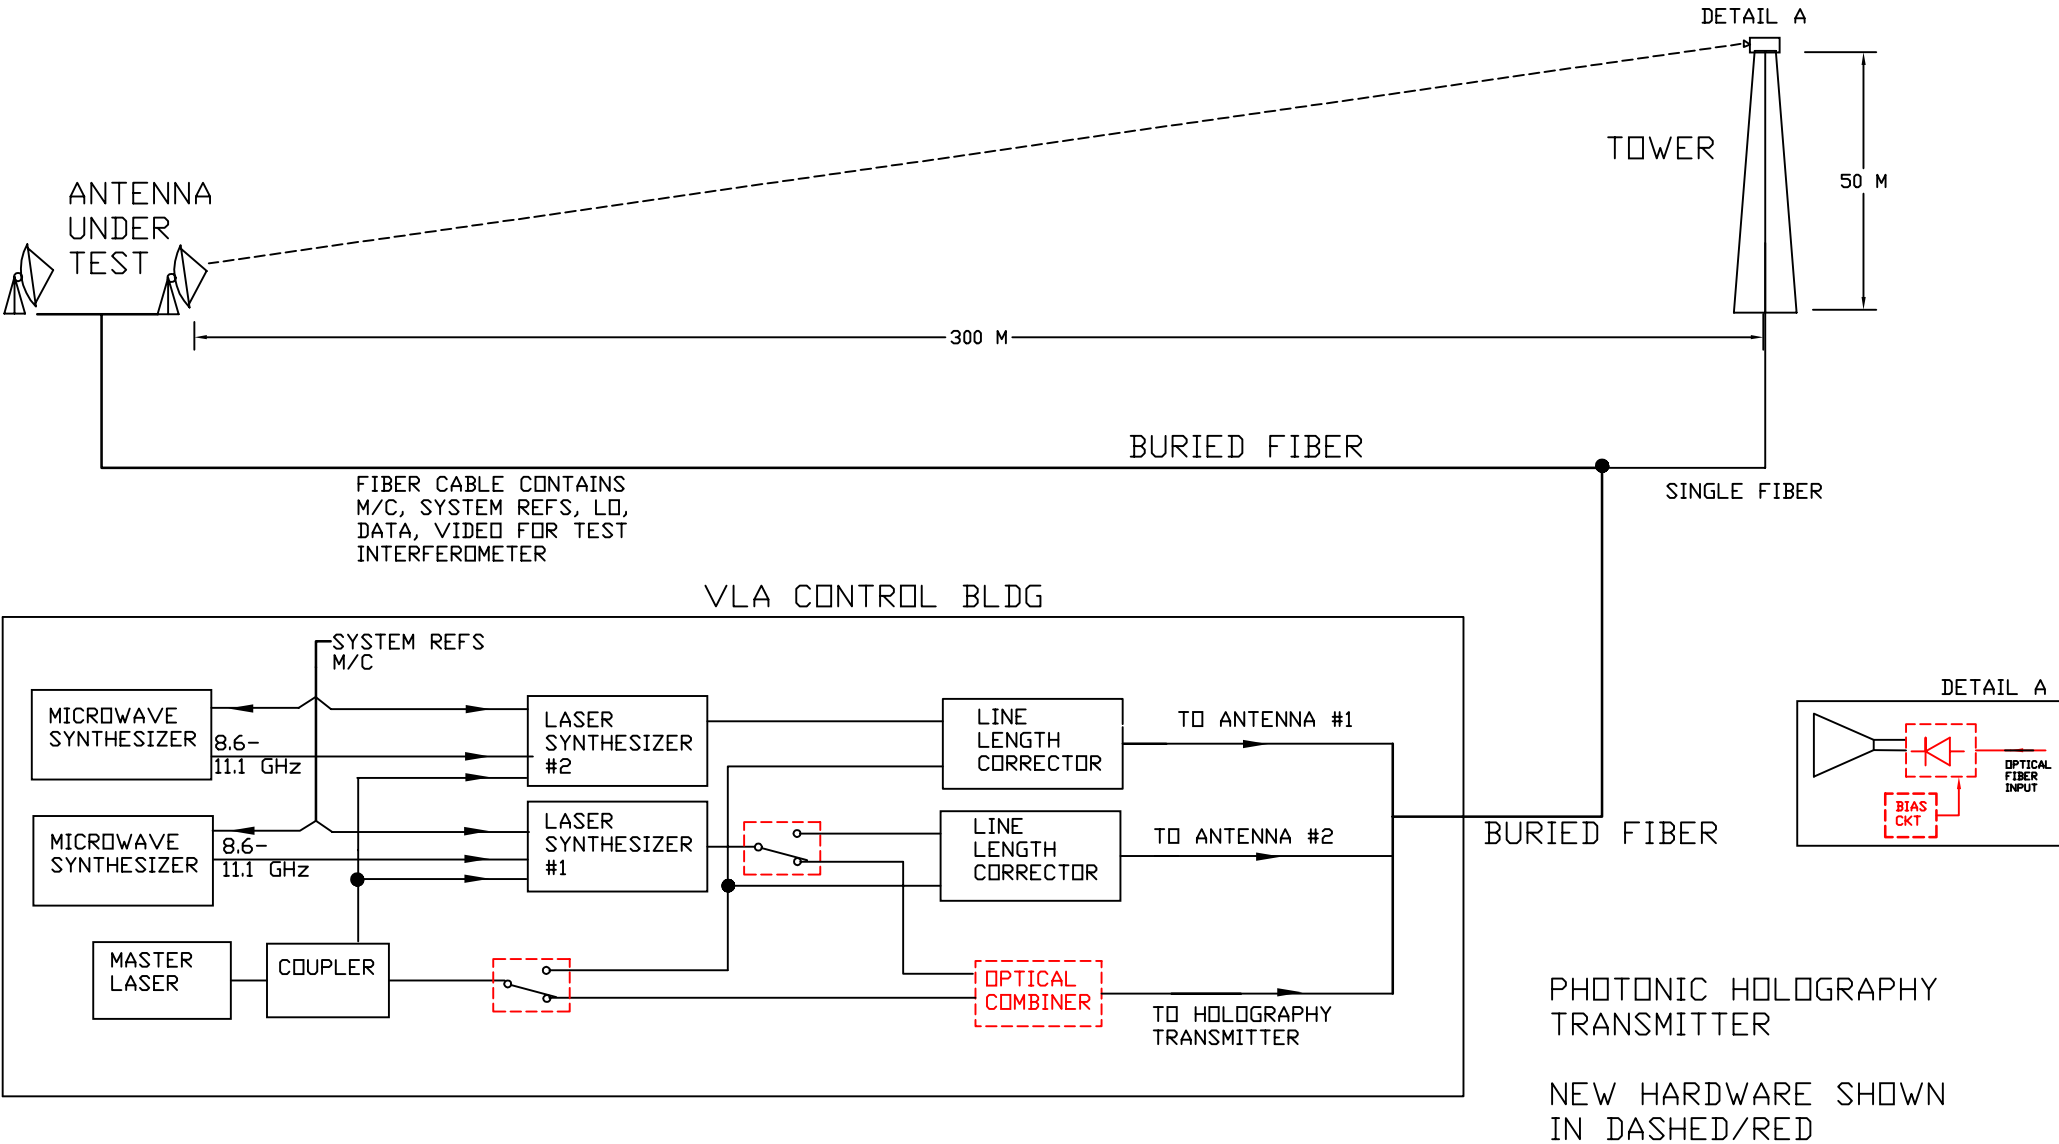 DETAIL A
TOWER
50 M
ANTENNA
UNDER
TEST
300 M
BURIED FIBER
SINGLE FIBER
FIBER CABLE CONTAINS
M/C, SYSTEM REFS, LO,
DATA, VIDEO FOR TEST
INTERFEROMETER
VLA CONTROL BLDG
SYSTEM REFS
M/C
MICROWAVE
SYNTHESIZER
8.6-
11.1 GHz
LASER
SYNTHESIZER
#2
LINE
LENGTH
CORRECTOR
TO ANTENNA #1
MICROWAVE
SYNTHESIZER
8.6-
11.1 GHz
LASER
SYNTHESIZER
#1
LINE
LENGTH
CORRECTOR
TO ANTENNA #2
BURIED FIBER
MASTER
LASER
COUPLER
OPTICAL
COMBINER
TO HOLOGRAPHY
TRANSMITTER
DETAIL A
OPTICAL
FIBER
INPUT
BIAS
CKT
PHOTONIC HOLOGRAPHY
TRANSMITTER
NEW HARDWARE SHOWN
IN DASHED/RED